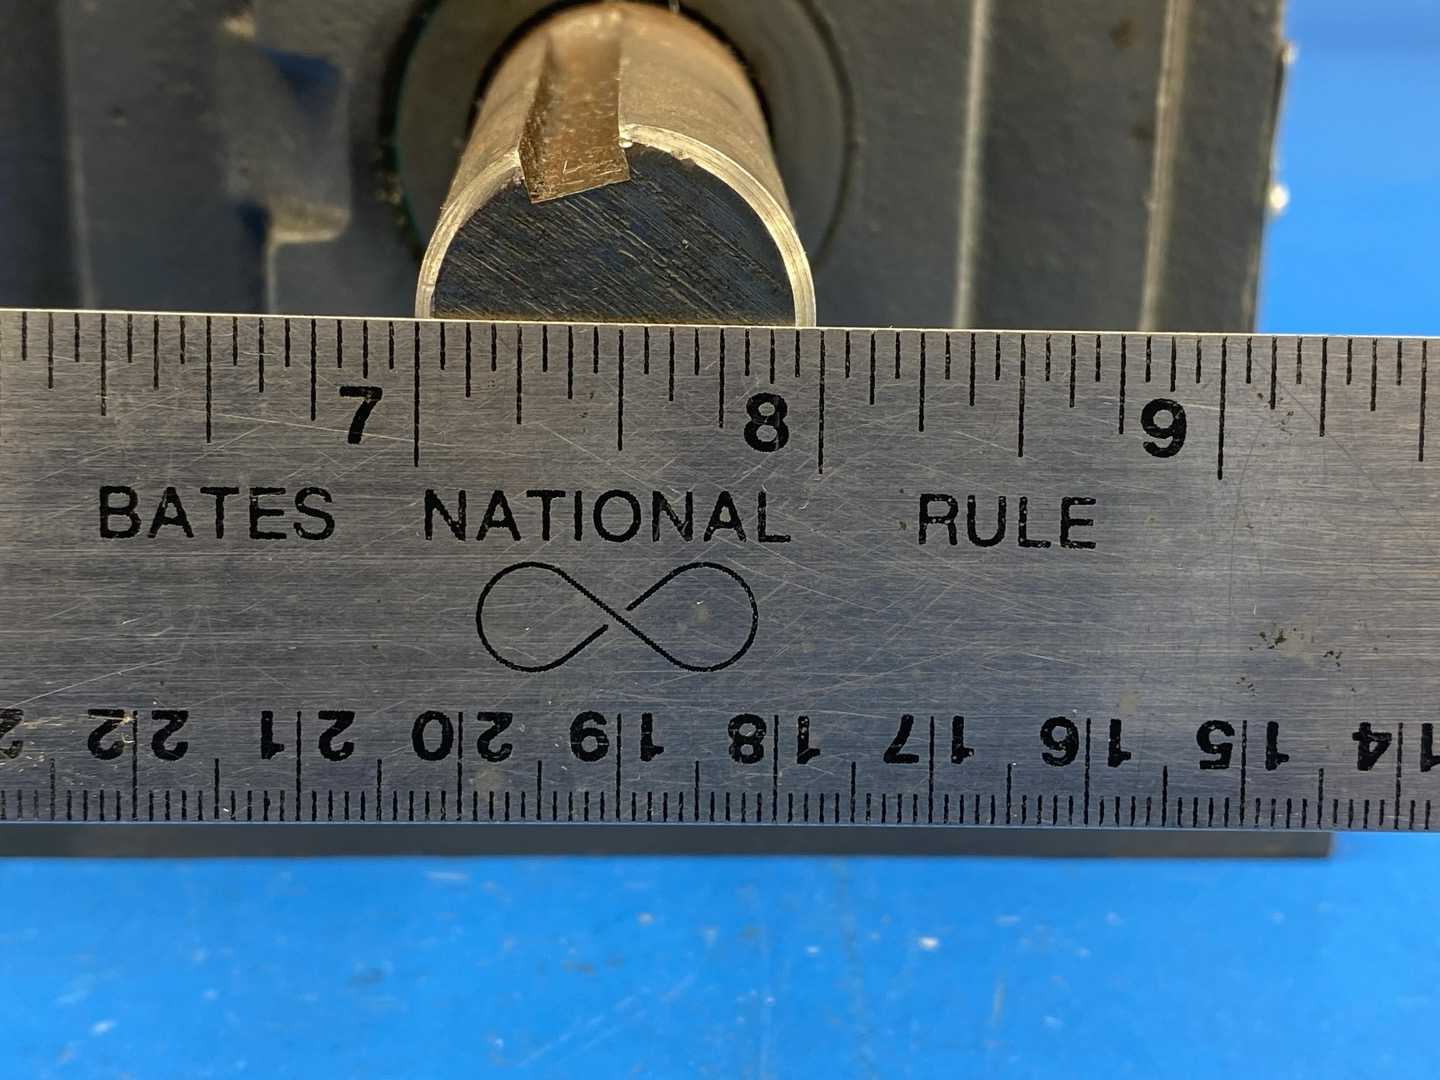 7 8 9
BATES NATIONAL RULE
22 21 20 19 18 17 16 15 14